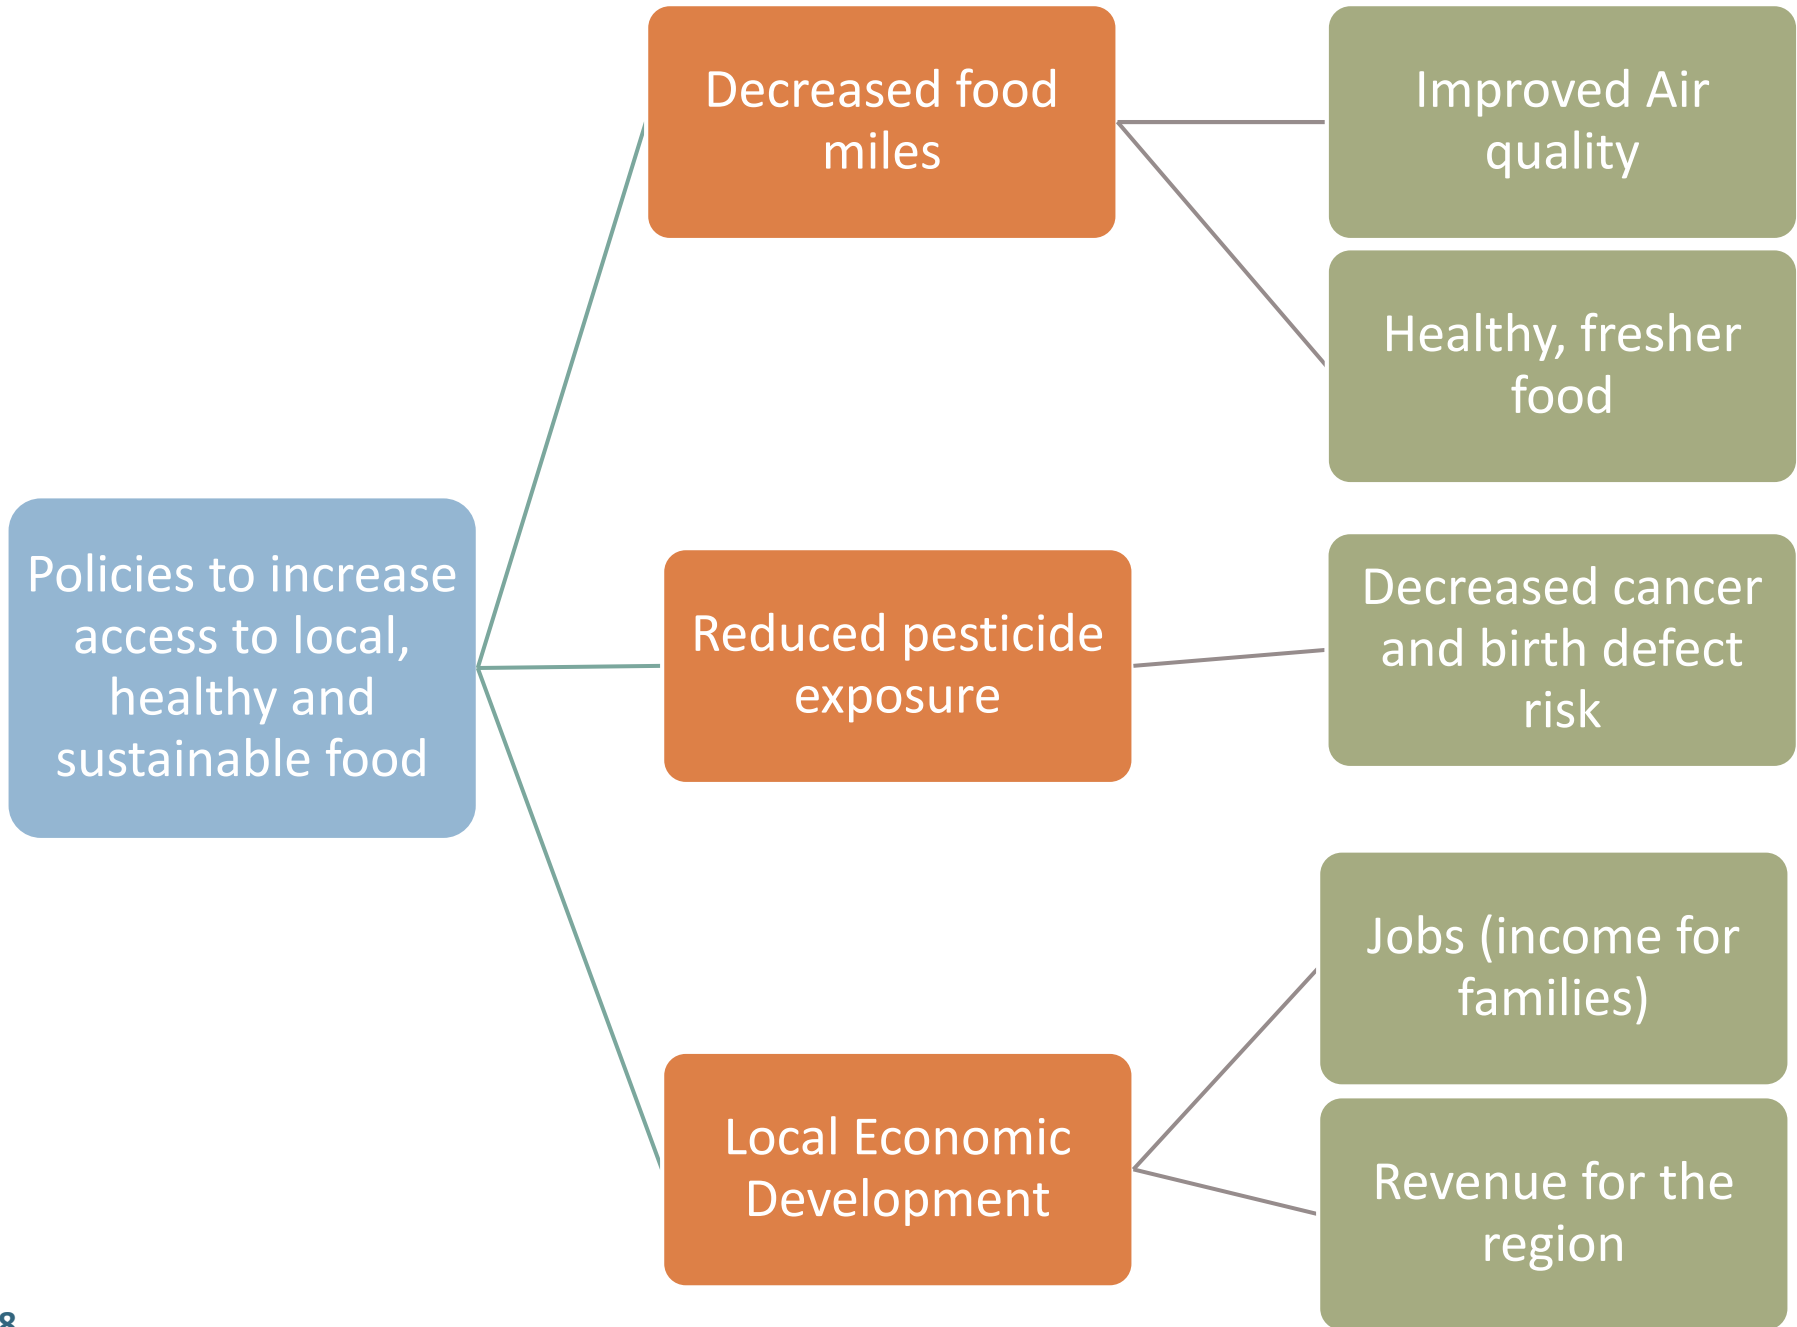 Decreased food
miles
Improved Air
quality
Healthy, fresher
food
Policies to increase
access to local,
healthy and
sustainable food
Reduced pesticide
exposure
Decreased cancer
and birth defect
risk
Local Economic
Development
Jobs (income for
families)
Revenue for the
region
8